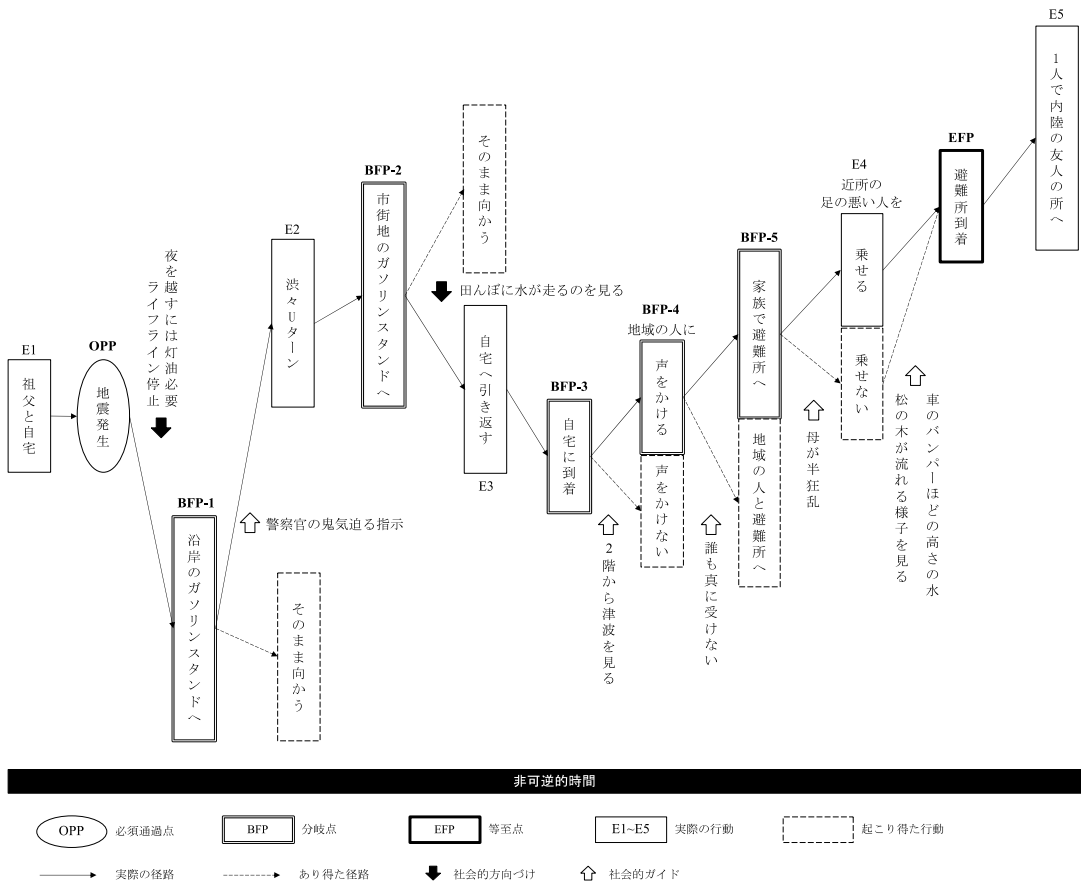 E1
祖父と自宅
OPP
地震発生
夜を越すには灯油必要
ライフライン停止
BFP-1
沿岸のガソリンスタンドへ
E2
渋々Uターン
警察官の鬼気迫る指示
そのまま向かう
BFP-2
市街地のガソリンスタンドへ
そのまま向かう
田んぼに水が走るのを見る
自宅へ引き返す
E3
BFP-3
自宅に到着
2階から津波を見る
BFP-4
地域の人に
声をかける
声をかけない
誰も真に受けない
BFP-5
家族で避難所へ
地域の人と避難所へ
母が半狂乱
E4
近所の
足の悪い人を
乗せる
乗せない
車のバンパーほどの高さの水
松の木が流れる様子を見る
EFP
避難所到着
E5
1人で内陸の友人の所へ
非可逆的時間
OPP 必須通過点
BFP 分岐点
EFP 等至点
E1~E5 実際の行動
起こり得た行動
実際の径路
あり得た径路
社会的方向づけ
社会的ガイド